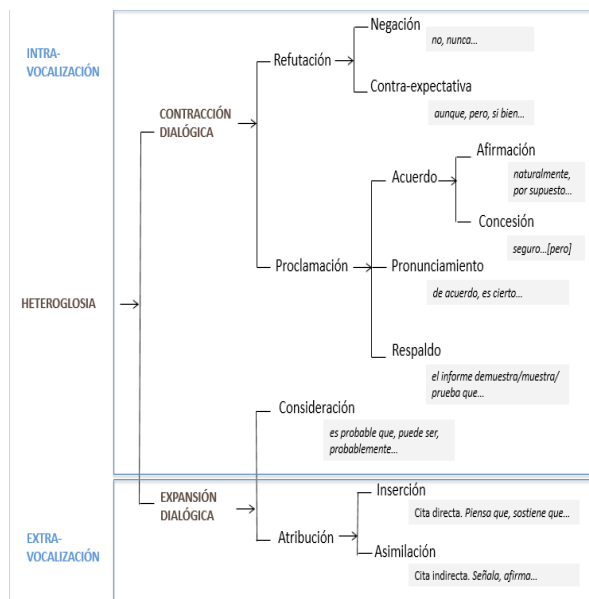 INTRA-
VOCALIZACIÓN
HETEROGLOSIA
CONTRACCIÓN
DIALÓGICA
Refutación
Negación
no, nunca...
Contra-expectativa
aunque, pero, si bien...
Proclamación
Acuerdo
Afirmación
naturalmente,
por supuesto...
Concesión
seguro...[pero]
Pronunciamiento
de acuerdo, es cierto...
Respaldo
el informe demuestra/muestra/
prueba que...
Consideración
es probable que, puede ser,
probablemente...
EXPANSIÓN
DIALÓGICA
EXTRA-
VOCALIZACIÓN
Atribución
Inserción
Cita directa. Piensa que, sostiene que...
Asimilación
Cita indirecta. Señala, afirma...